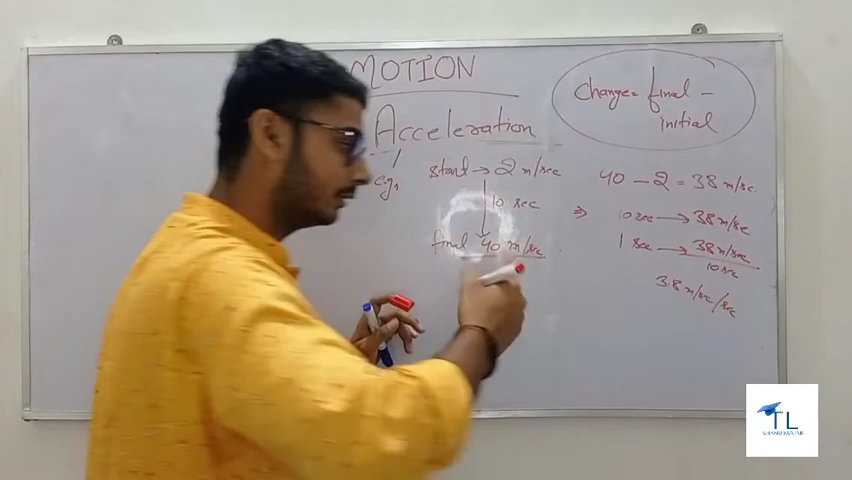 MOTION
Acceleration
Change = final -
initial
e.g,
start → 2 m/sec
10 sec
final 40 m/sec
40 - 2 = 38 m/sec.
⇒ 10 sec → 38 m/sec
1 sec → 38 m/sec
10 sec
3.8 m/sec/sec
TL